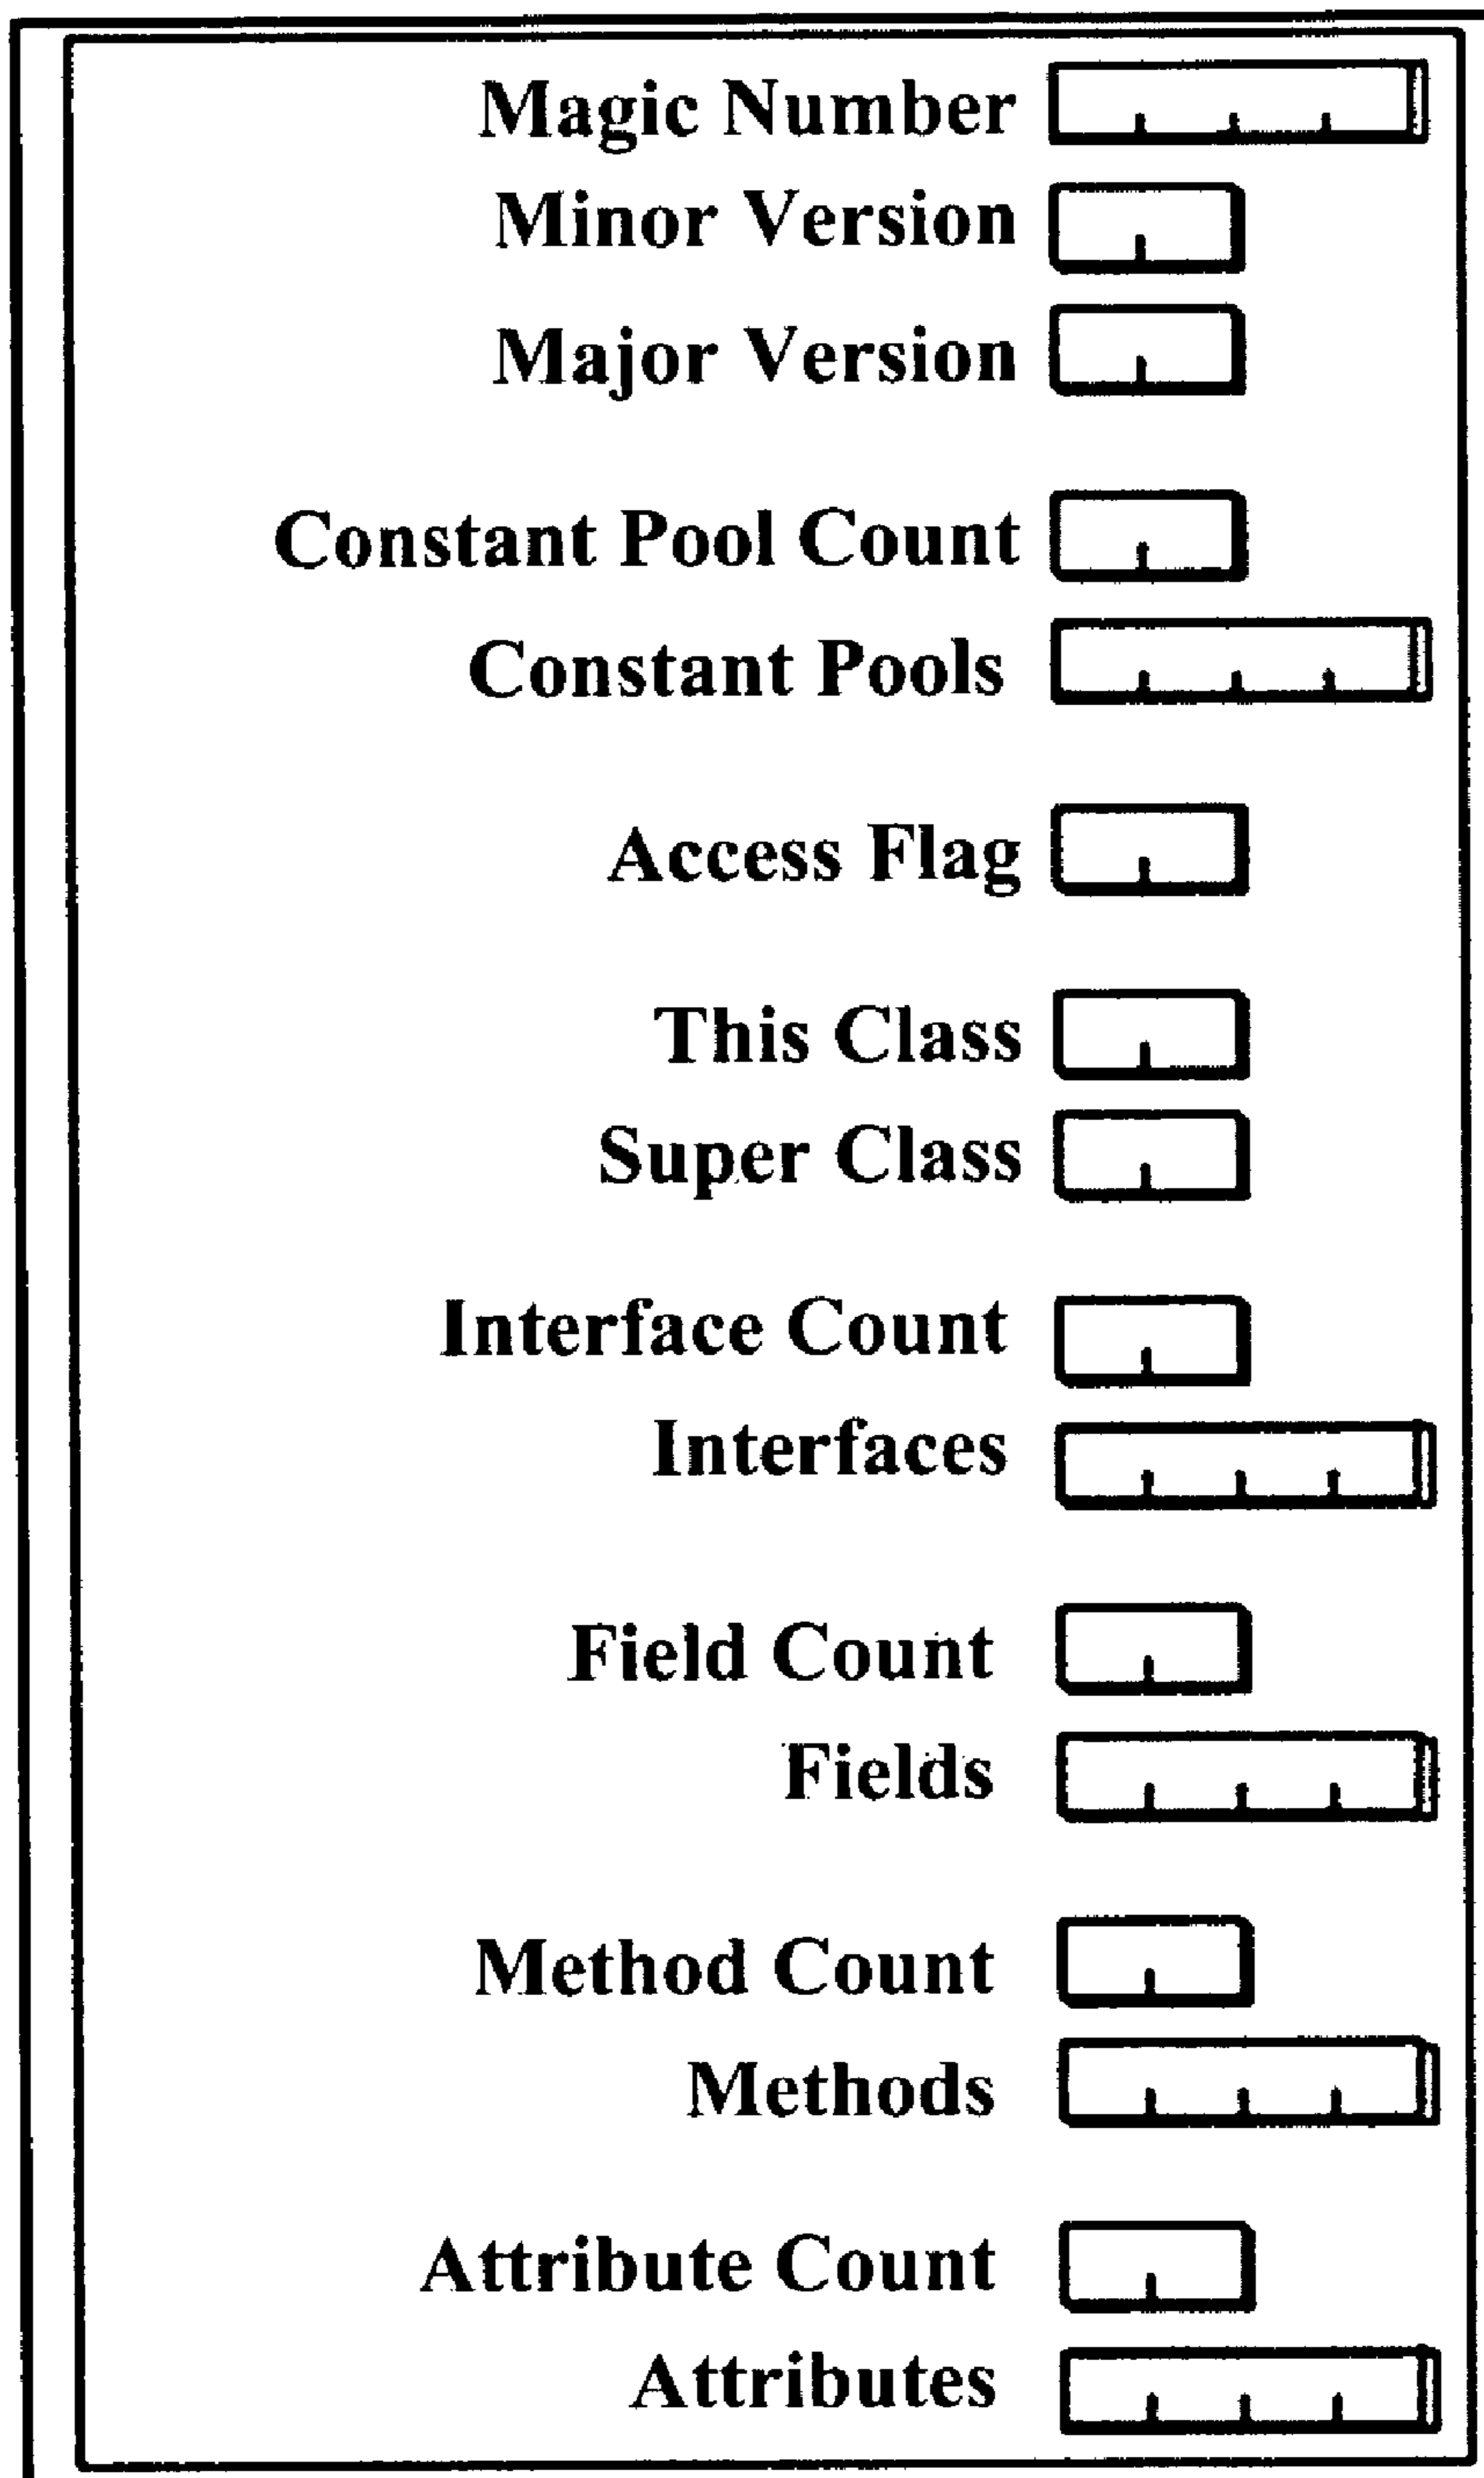 Magic Number
Minor Version
Major Version
Constant Pool Count
Constant Pools
Access Flag
This Class
Super Class
Interface Count
Interfaces
Field Count
Fields
Method Count
Methods
Attribute Count
Attributes